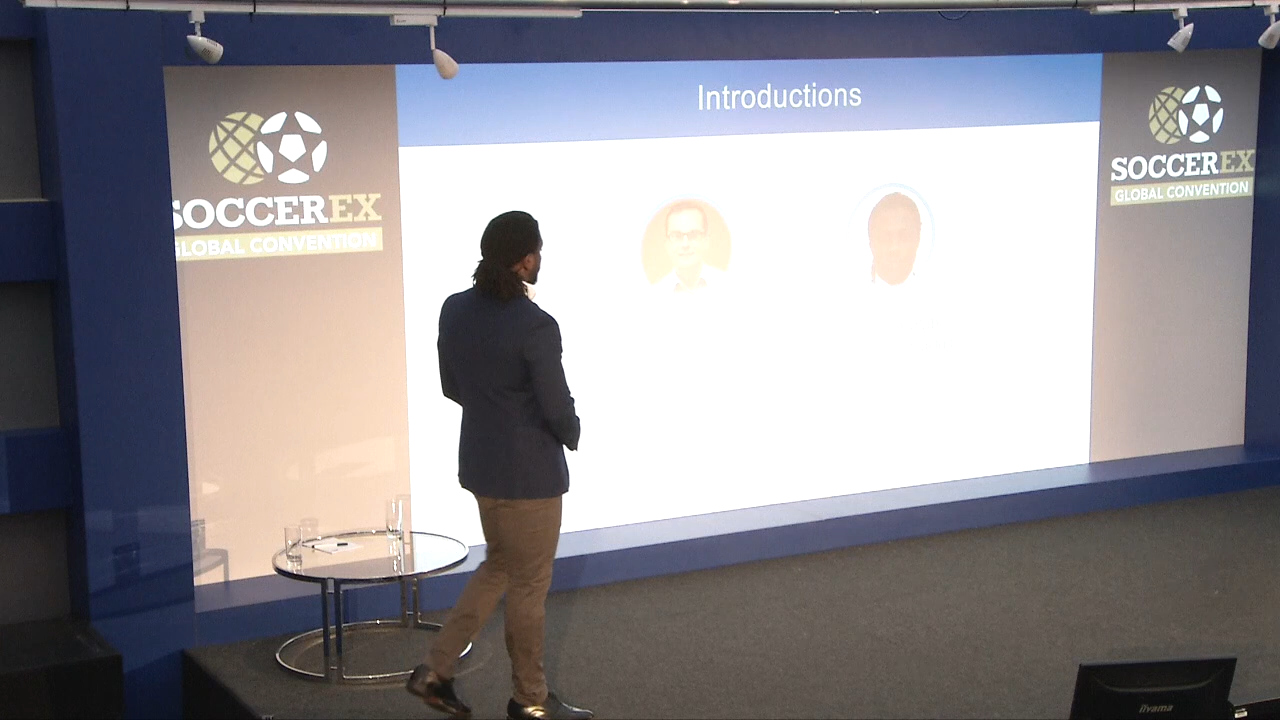 Introductions
SOCCEREX
GLOBAL CONVENTION
SOCCEREX
GLOBAL CONVENTION
iiyama